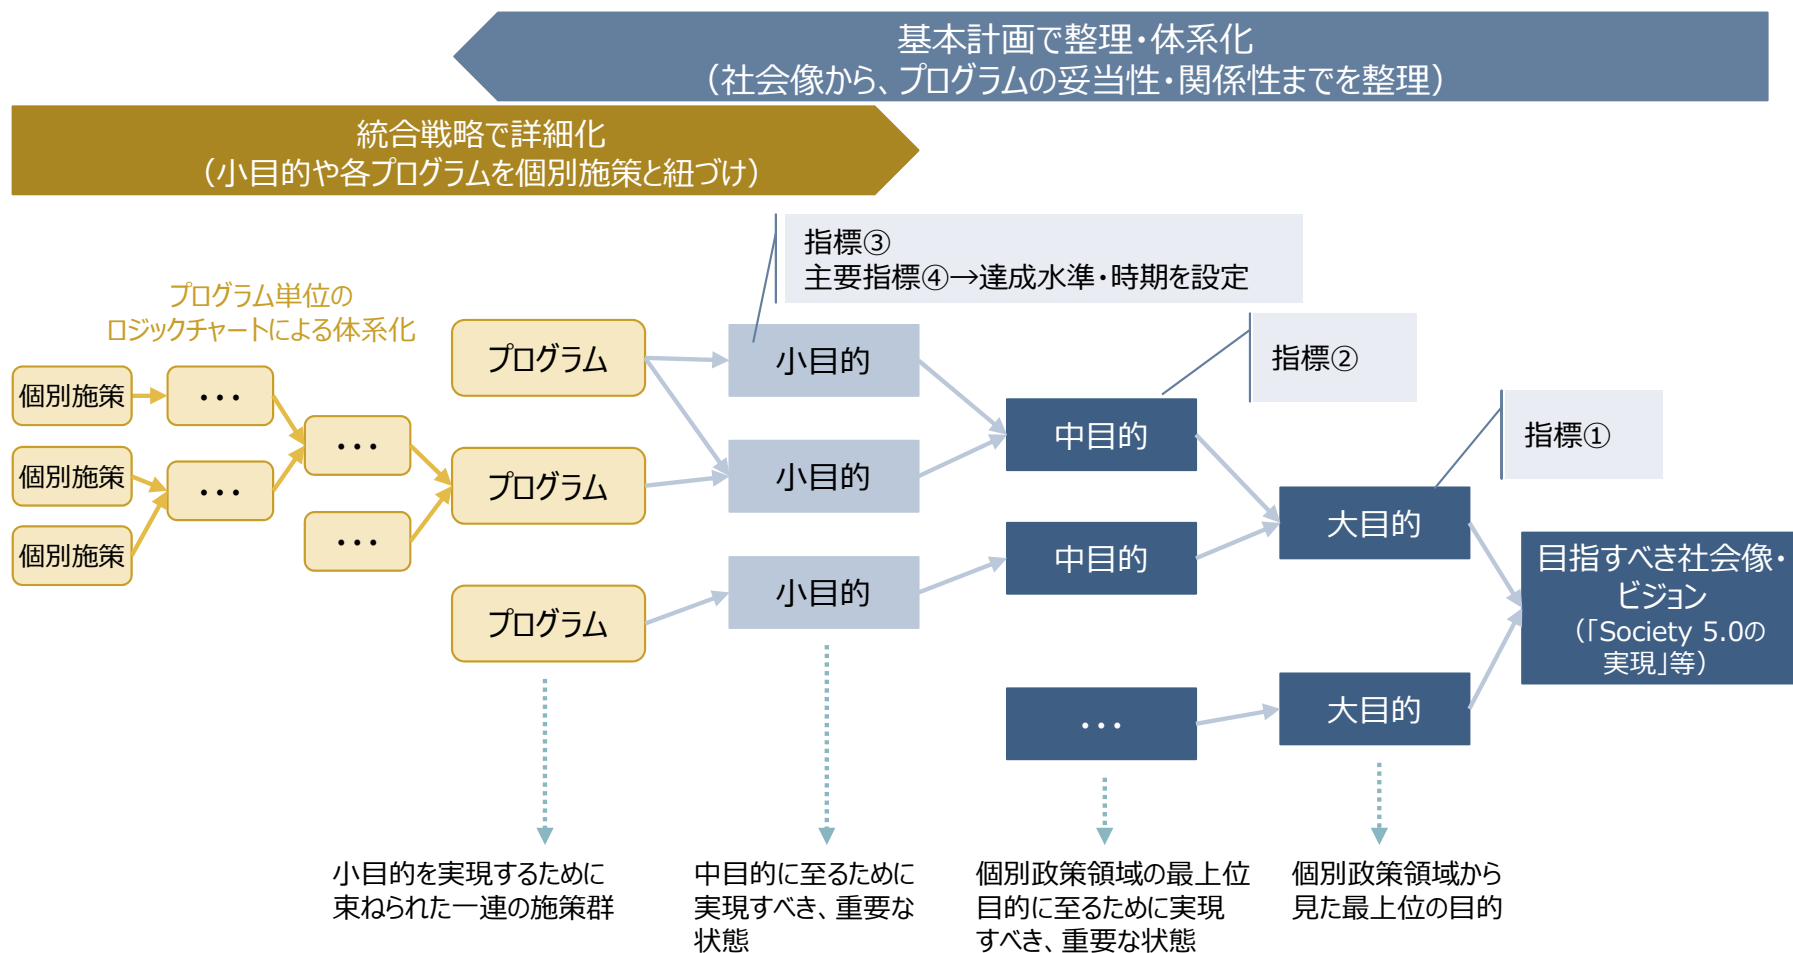 基本計画で整理・体系化
（社会像から、プログラムの妥当性・関係性までを整理）
統合戦略で詳細化
（小目的や各プログラムを個別施策と紐づけ）
指標③
主要指標④→達成水準・時期を設定
プログラム単位の
ロジックチャートによる体系化
指標②
指標①
個別施策
・・・
個別施策
・・・
個別施策
・・・
・・・
プログラム
プログラム
プログラム
小目的
小目的
小目的
中目的
中目的
・・・
大目的
大目的
目指すべき社会像・
ビジョン
（「Society 5.0の
実現」等）
小目的を実現するために
束ねられた一連の施策群
中目的に至るために
実現すべき、重要な
状態
個別政策領域の最上位
目的に至るために実現
すべき、重要な状態
個別政策領域から
見た最上位の目的